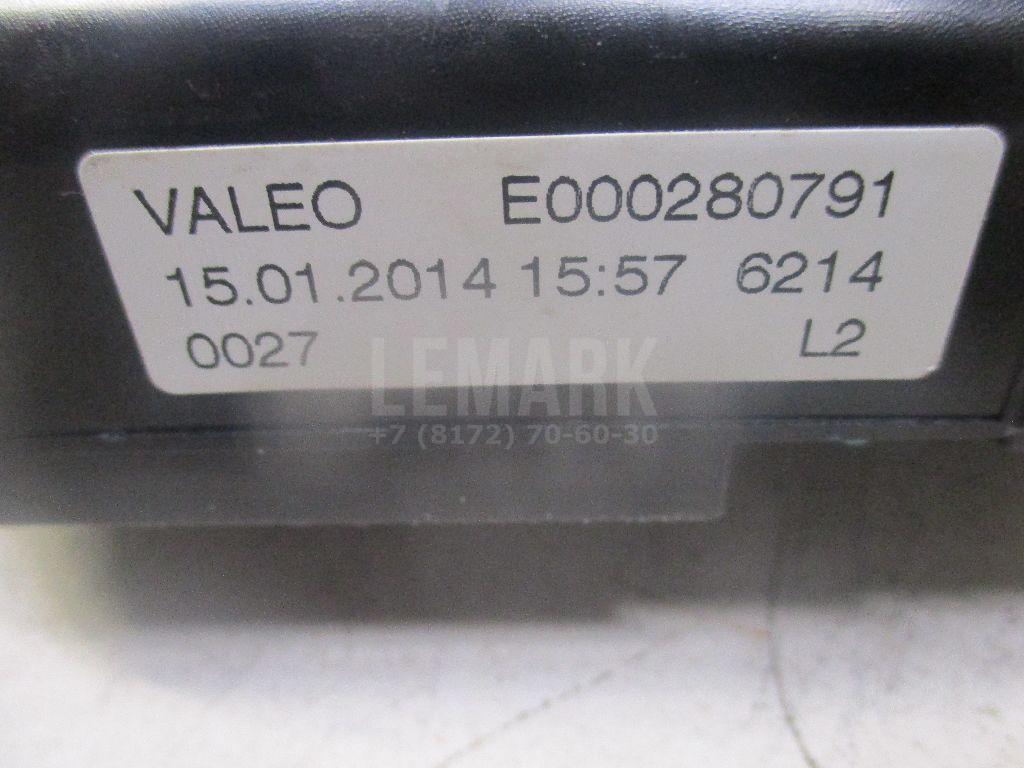 VALEO E000280791
15.01.2014 15:57 6214
0027 L2
LEMARK
+7 (8172) 70-60-30